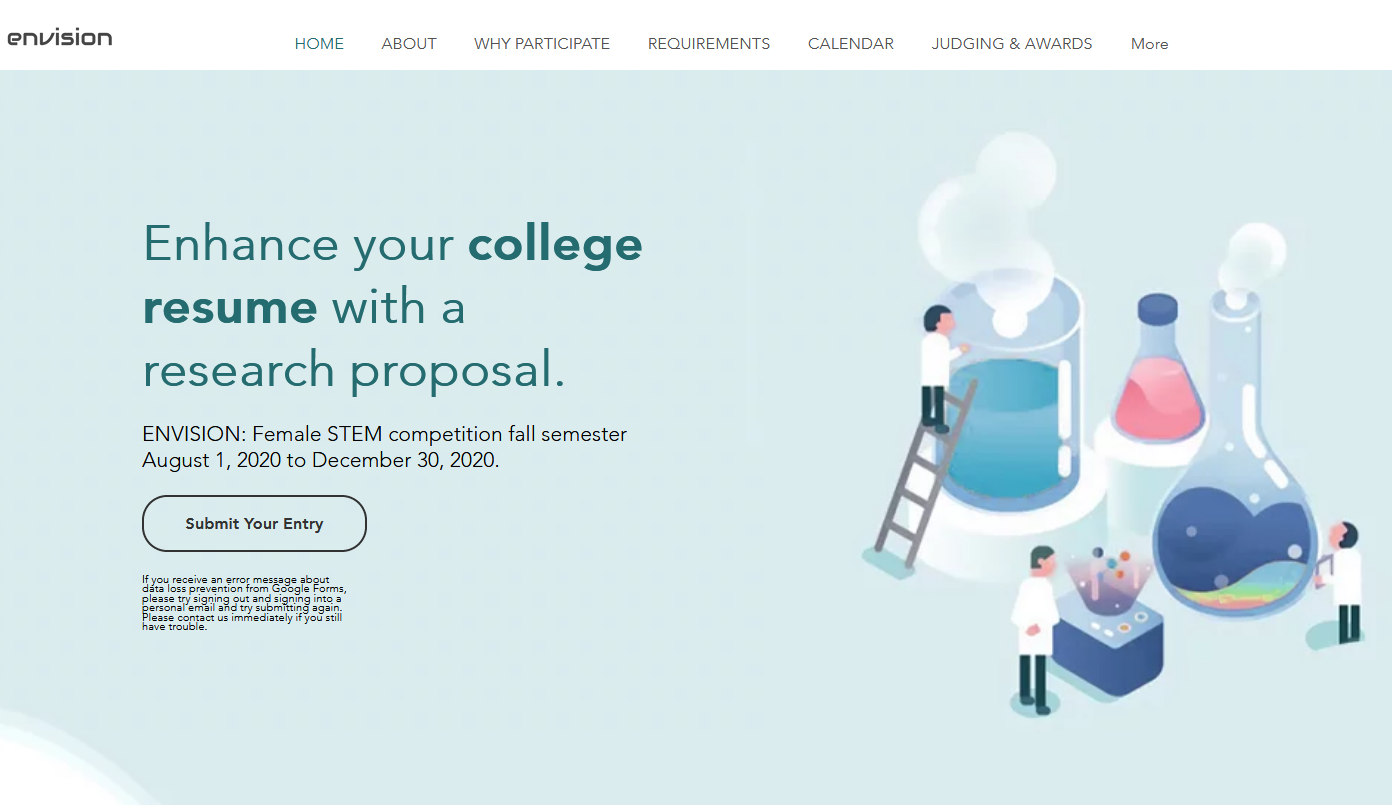 envision
HOME ABOUT WHY PARTICIPATE REQUIREMENTS CALENDAR JUDGING & AWARDS More
Enhance your college
resume with a
research proposal.
ENVISION: Female STEM competition fall semester
August 1, 2020 to December 30, 2020.
Submit Your Entry
If you receive an error message about
data loss prevention from Google Forms,
please try signing out and signing into a
personal email and try submitting again.
Please contact us immediately if you still
have trouble.